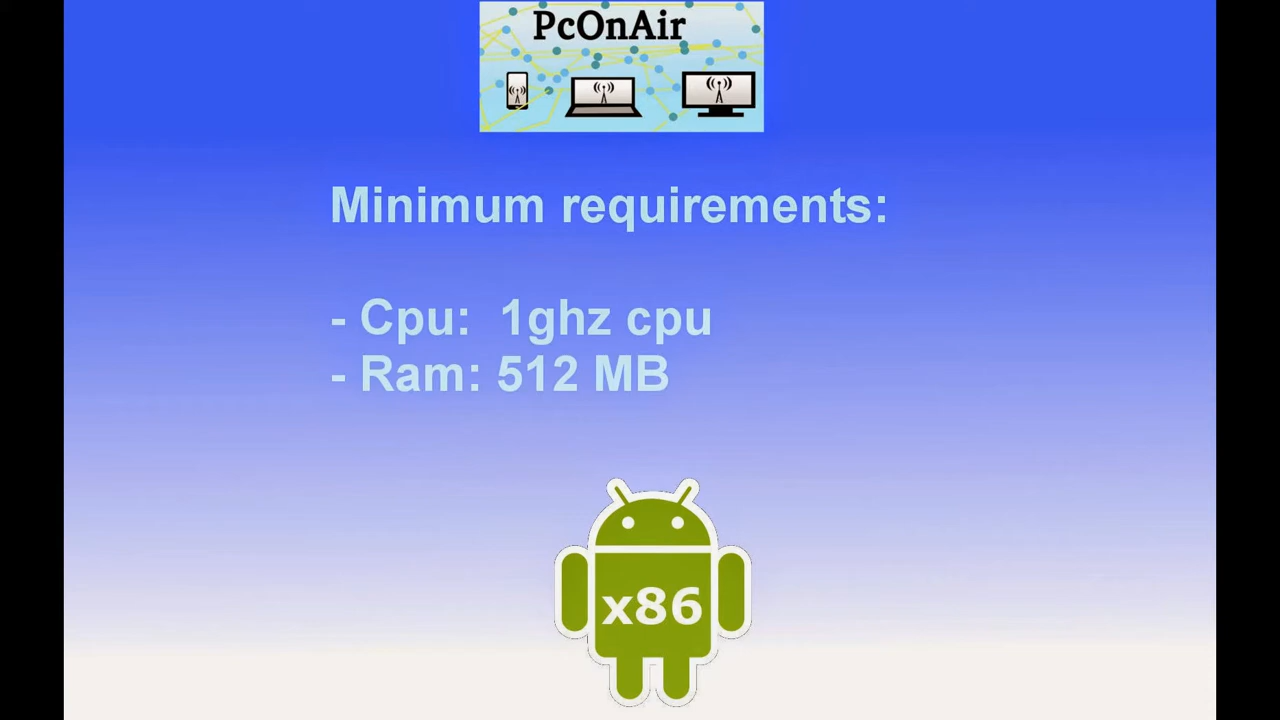 PcOnAir
Minimum requirements:
- Cpu: 1ghz cpu
- Ram: 512 MB
x86